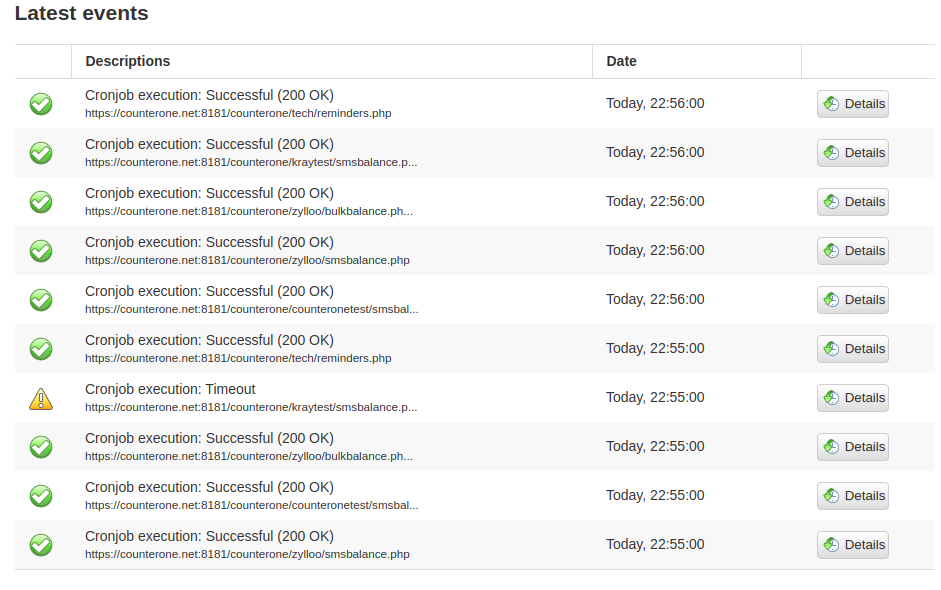 Latest events
Descriptions Date
Cronjob execution: Successful (200 OK)
https://counterone.net:8181/counterone/tech/reminders.php
Today, 22:56:00 Details
Cronjob execution: Successful (200 OK)
https://counterone.net:8181/counterone/kraytest/smsbalance.p...
Today, 22:56:00 Details
Cronjob execution: Successful (200 OK)
https://counterone.net:8181/counterone/zylloo/bulkbalance.ph...
Today, 22:56:00 Details
Cronjob execution: Successful (200 OK)
https://counterone.net:8181/counterone/zylloo/smsbalance.php
Today, 22:56:00 Details
Cronjob execution: Successful (200 OK)
https://counterone.net:8181/counterone/counteronetest/smsbal...
Today, 22:56:00 Details
Cronjob execution: Successful (200 OK)
https://counterone.net:8181/counterone/tech/reminders.php
Today, 22:55:00 Details
Cronjob execution: Timeout
https://counterone.net:8181/counterone/kraytest/smsbalance.p...
Today, 22:55:00 Details
Cronjob execution: Successful (200 OK)
https://counterone.net:8181/counterone/zylloo/bulkbalance.ph...
Today, 22:55:00 Details
Cronjob execution: Successful (200 OK)
https://counterone.net:8181/counterone/counteronetest/smsbal...
Today, 22:55:00 Details
Cronjob execution: Successful (200 OK)
https://counterone.net:8181/counterone/zylloo/smsbalance.php
Today, 22:55:00 Details